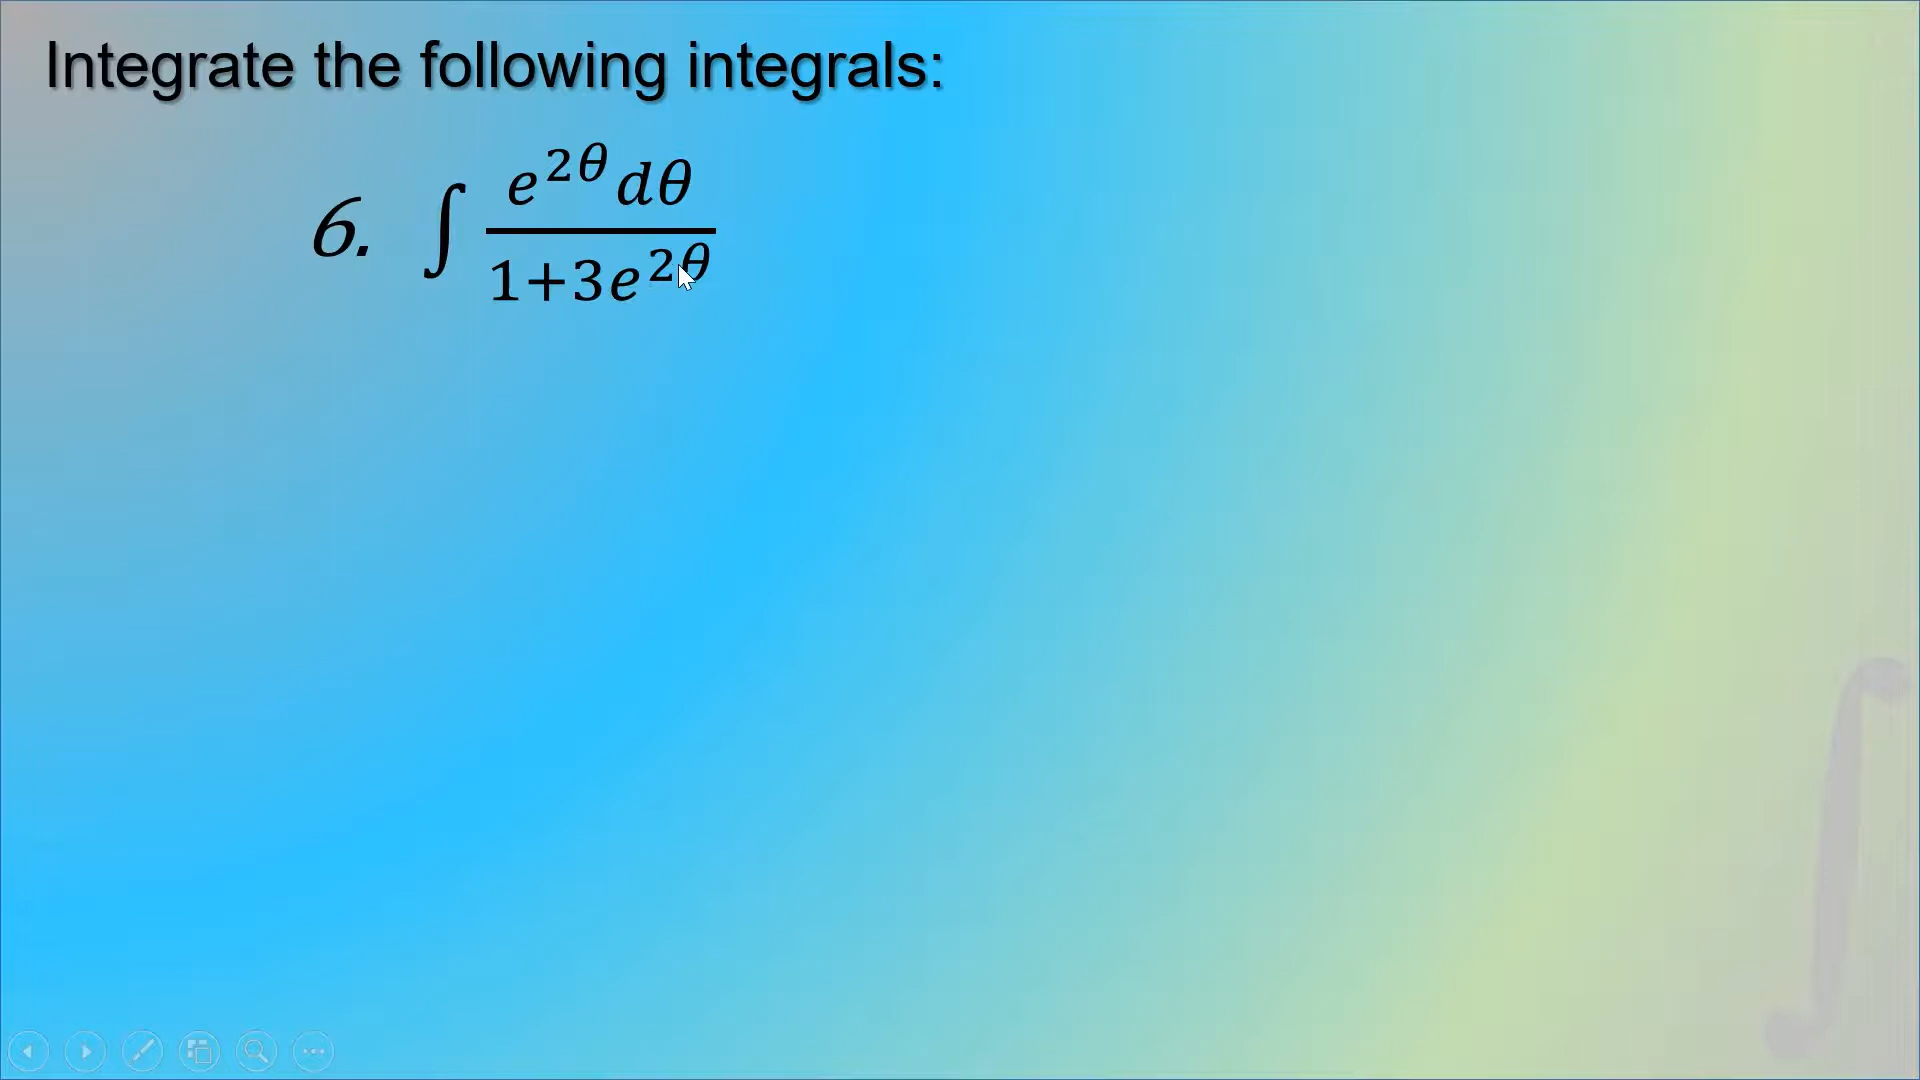 Integrate the following integrals:
6. ∫ e^{2θ} dθ / 1+3e^{2θ}